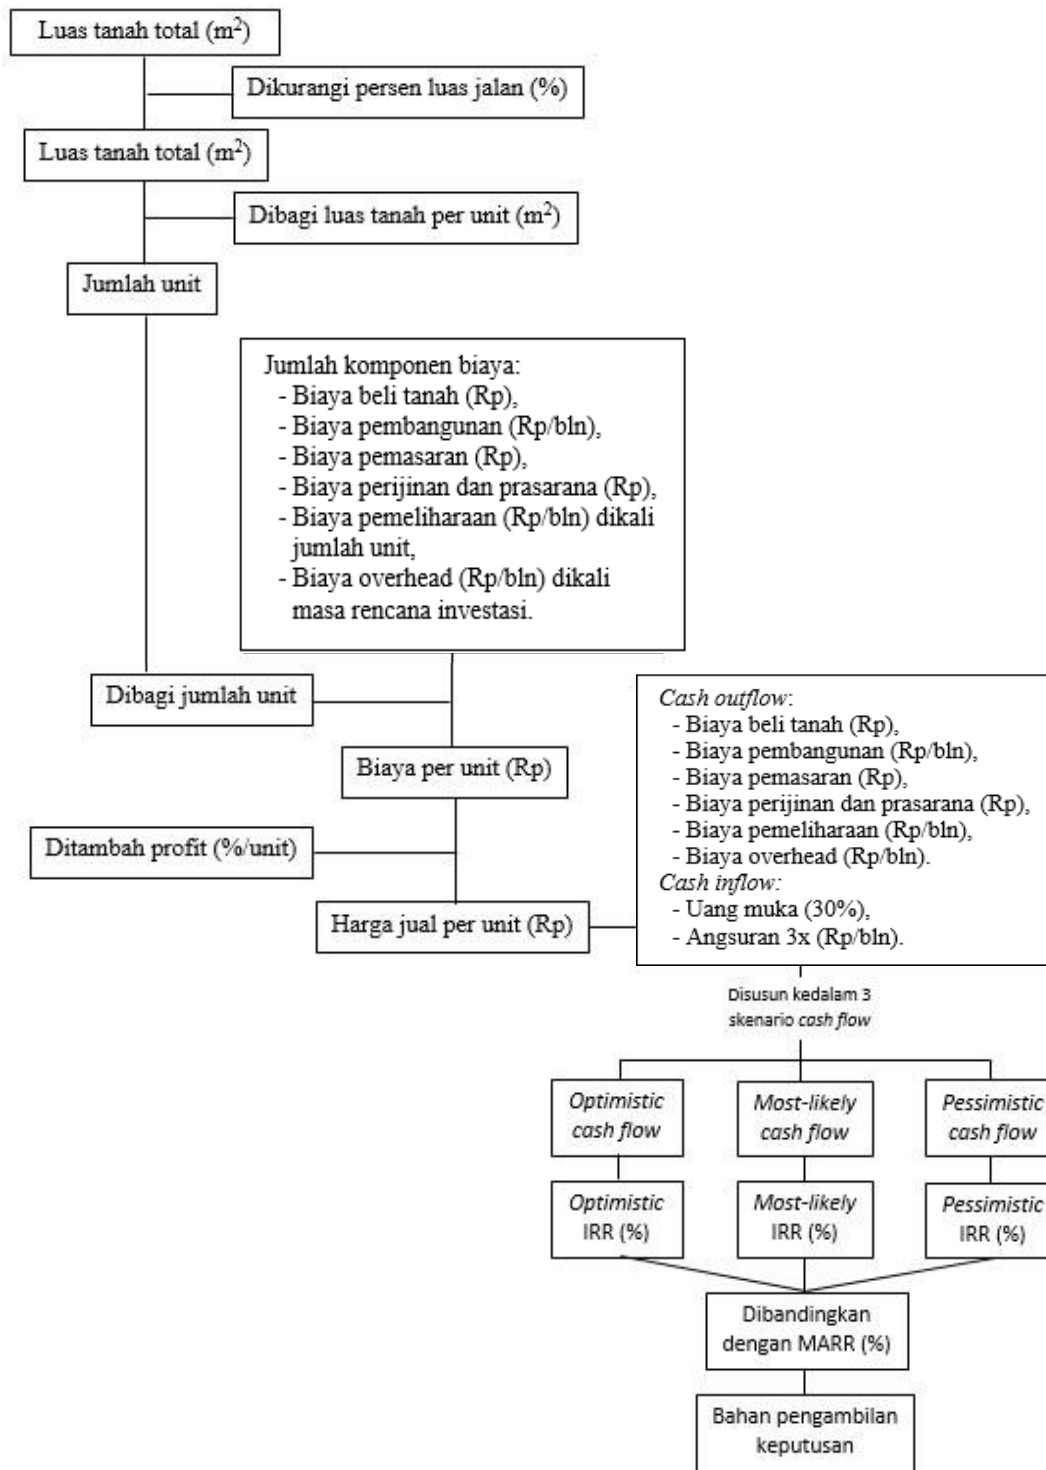 Luas tanah total (m²)
Dikurangi persen luas jalan (%)
Luas tanah total (m²)
Dibagi luas tanah per unit (m²)
Jumlah unit
Jumlah komponen biaya:
- Biaya beli tanah (Rp),
- Biaya pembangunan (Rp/bln),
- Biaya pemasaran (Rp),
- Biaya perijinan dan prasarana (Rp),
- Biaya pemeliharaan (Rp/bln) dikali
jumlah unit,
- Biaya overhead (Rp/bln) dikali
masa rencana investasi.
Dibagi jumlah unit
Biaya per unit (Rp)
Ditambah profit (%/unit)
Harga jual per unit (Rp)
Cash outflow:
- Biaya beli tanah (Rp),
- Biaya pembangunan (Rp/bln),
- Biaya pemasaran (Rp),
- Biaya perijinan dan prasarana (Rp),
- Biaya pemeliharaan (Rp/bln),
- Biaya overhead (Rp/bln).
Cash inflow:
- Uang muka (30%),
- Angsuran 3x (Rp/bln).
Disusun kedalam 3
skenario cash flow
Optimistic
cash flow
Most-likely
cash flow
Pessimistic
cash flow
Optimistic
IRR (%)
Most-likely
IRR (%)
Pessimistic
IRR (%)
Dibandingkan
dengan MARR (%)
Bahan pengambilan
keputusan